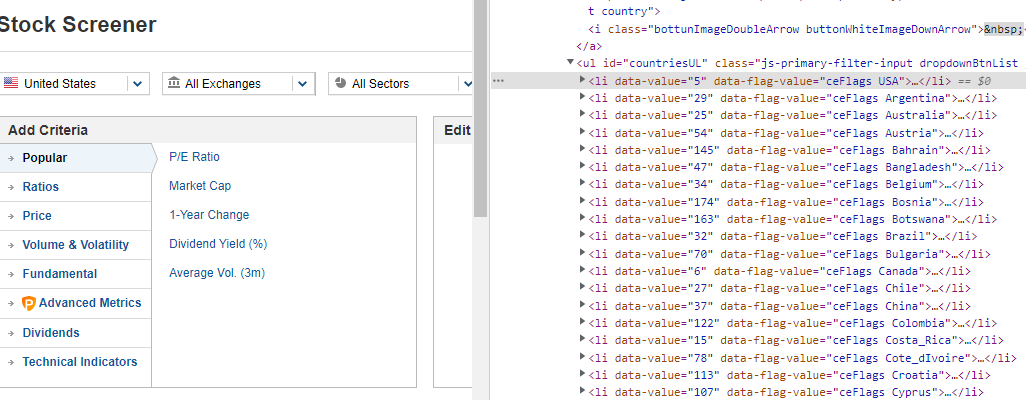 Stock Screener
United States
All Exchanges
All Sectors
Add Criteria
Edit
Popular
Ratios
Price
Volume & Volatility
Fundamental
Advanced Metrics
Dividends
Technical Indicators
P/E Ratio
Market Cap
1-Year Change
Dividend Yield (%)
Average Vol. (3m)
t country">
<i class="bottunImageDoubleArrow buttonWhiteImageDownArrow">&nbsp;
</a>
<ul id="countriesUL" class="js-primary-filter-input dropdownBtnList
<li data-value="5" data-flag-value="ceFlags USA">…</li> == $0
<li data-value="29" data-flag-value="ceFlags Argentina">…</li>
<li data-value="25" data-flag-value="ceFlags Australia">…</li>
<li data-value="54" data-flag-value="ceFlags Austria">…</li>
<li data-value="145" data-flag-value="ceFlags Bahrain">…</li>
<li data-value="47" data-flag-value="ceFlags Bangladesh">…</li>
<li data-value="34" data-flag-value="ceFlags Belgium">…</li>
<li data-value="174" data-flag-value="ceFlags Bosnia">…</li>
<li data-value="163" data-flag-value="ceFlags Botswana">…</li>
<li data-value="32" data-flag-value="ceFlags Brazil">…</li>
<li data-value="70" data-flag-value="ceFlags Bulgaria">…</li>
<li data-value="6" data-flag-value="ceFlags Canada">…</li>
<li data-value="27" data-flag-value="ceFlags Chile">…</li>
<li data-value="37" data-flag-value="ceFlags China">…</li>
<li data-value="122" data-flag-value="ceFlags Colombia">…</li>
<li data-value="15" data-flag-value="ceFlags Costa_Rica">…</li>
<li data-value="78" data-flag-value="ceFlags Cote_dIvoire">…</li>
<li data-value="113" data-flag-value="ceFlags Croatia">…</li>
<li data-value="107" data-flag-value="ceFlags Cyprus">…</li>